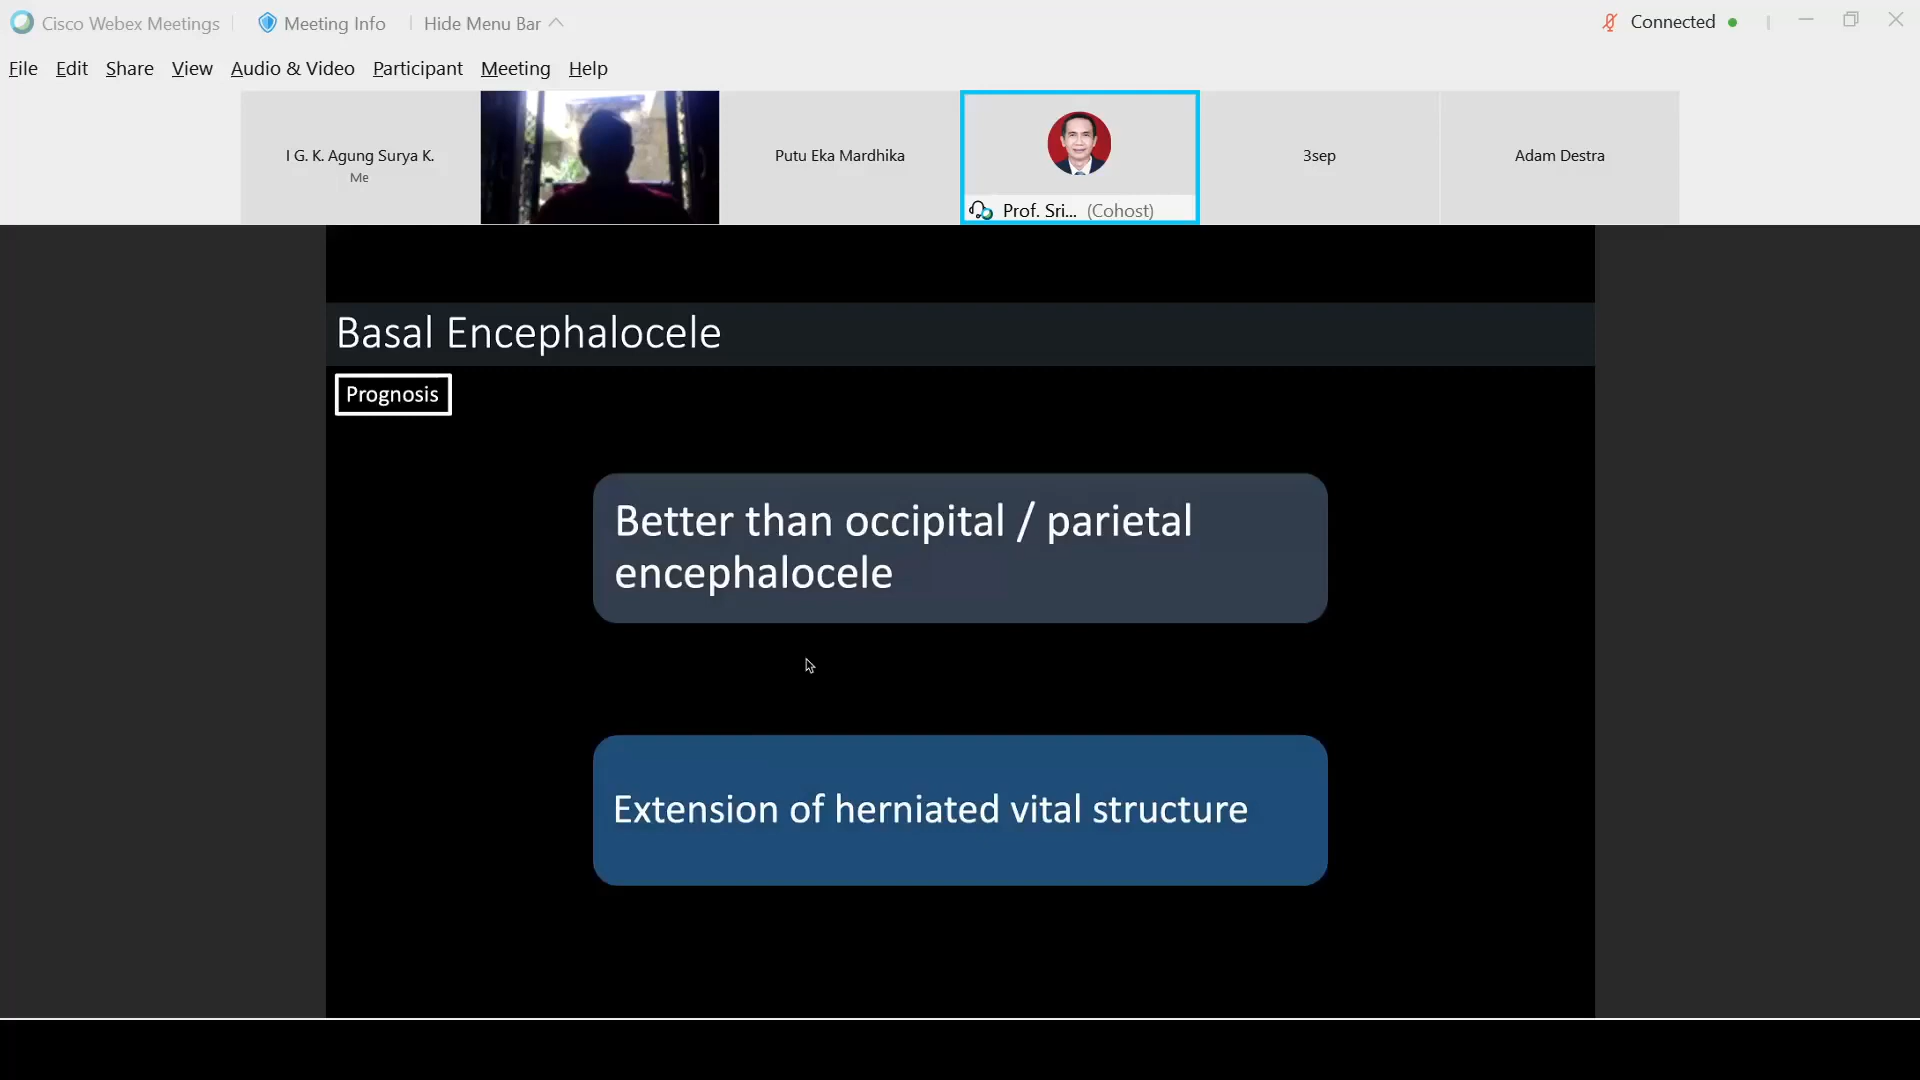 Cisco Webex Meetings
Meeting Info
Hide Menu Bar
Connected
File Edit Share View Audio & Video Participant Meeting Help
I G. K. Agung Surya K.
Me
Putu Eka Mardhika
Prof. Sri... (Cohost)
3sep
Adam Destra
Basal Encephalocele
Prognosis
Better than occipital / parietal
encephalocele
Extension of herniated vital structure